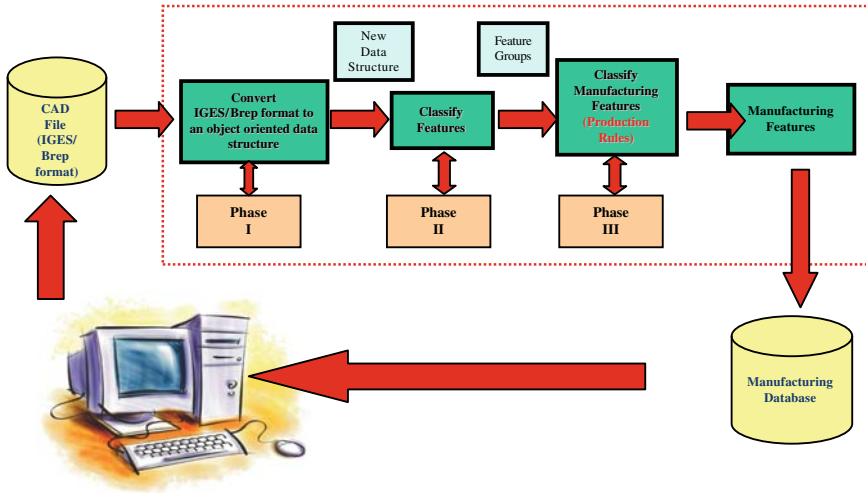 New
Data
Structure
Feature
Groups
CAD
File
(IGES/
Brep
format)
Convert
IGES/Brep format to
an object oriented data
structure
Classify
Features
Classify
Manufacturing
Features
(Production
Rules)
Manufacturing
Features
Phase
I
Phase
II
Phase
III
Manufacturing
Database